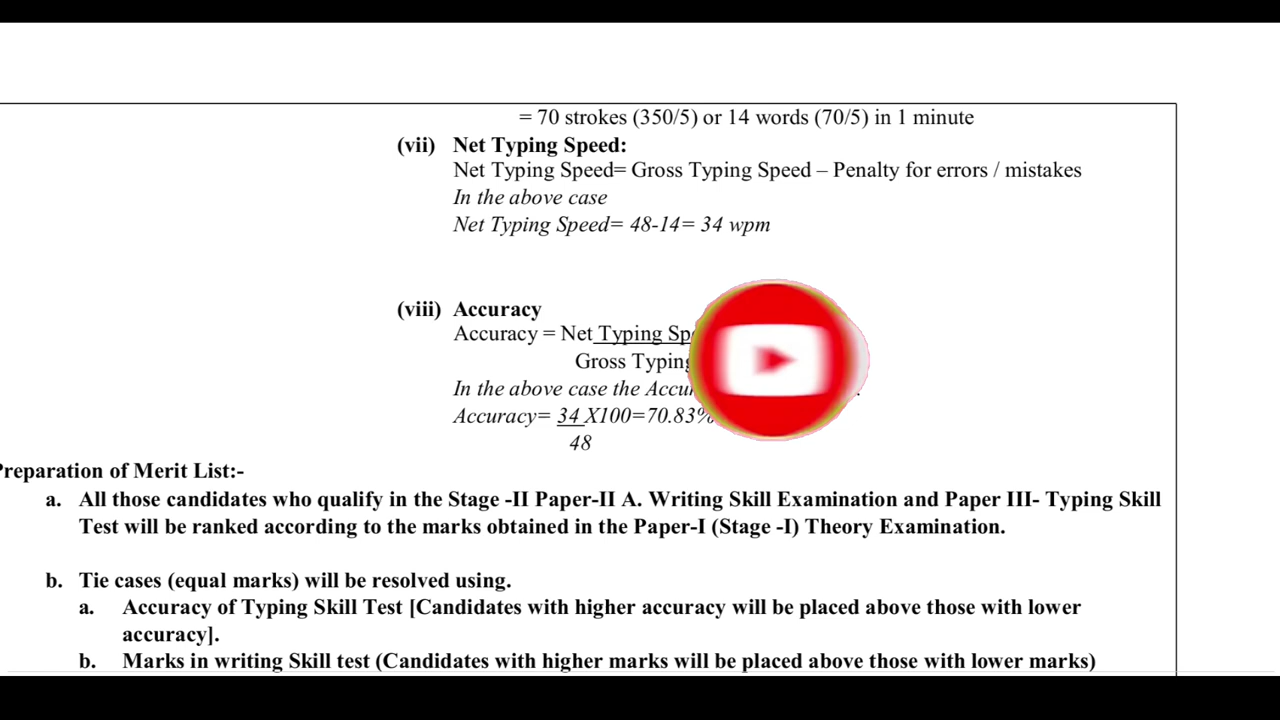 = 70 strokes (350/5) or 14 words (70/5) in 1 minute
(vii) Net Typing Speed:
Net Typing Speed= Gross Typing Speed – Penalty for errors / mistakes
In the above case
Net Typing Speed= 48-14= 34 wpm
(viii) Accuracy
Accuracy = Net Typing
Gross Typing
In the above case the
Accuracy= 34 X100=70.83%
48
Preparation of Merit List:-
a. All those candidates who qualify in the Stage -II Paper-II A. Writing Skill Examination and Paper III- Typing Skill
Test will be ranked according to the marks obtained in the Paper-I (Stage -I) Theory Examination.
b. Tie cases (equal marks) will be resolved using.
a. Accuracy of Typing Skill Test [Candidates with higher accuracy will be placed above those with lower
accuracy].
b. Marks in writing Skill test (Candidates with higher marks will be placed above those with lower marks)